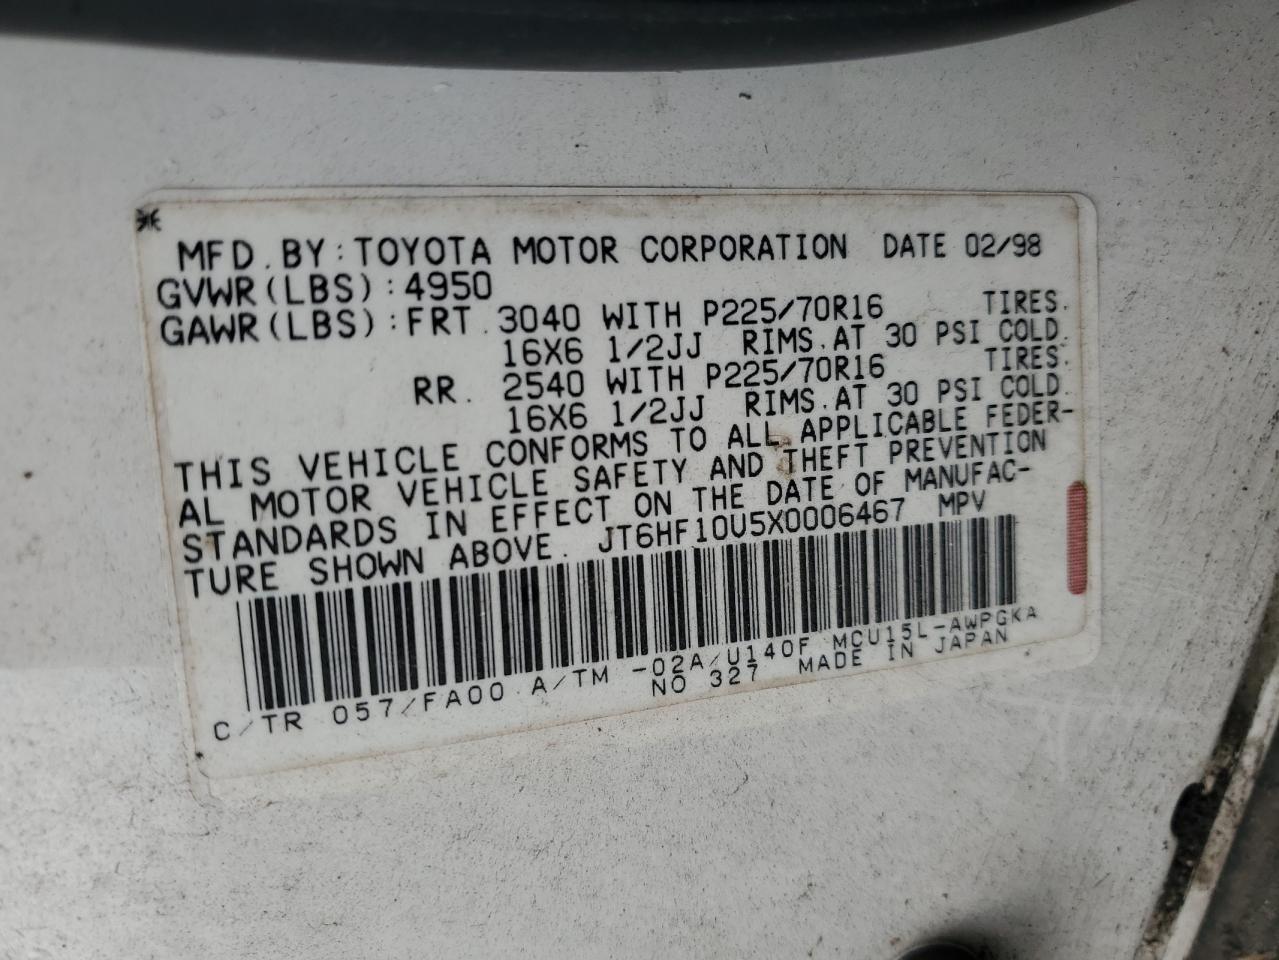 MFD. BY: TOYOTA MOTOR CORPORATION DATE 02/98
GVWR(LBS): 4950
GAWR(LBS): FRT. 3040 WITH P225/70R16 TIRES.
16X6 1/2JJ RIMS. AT 30 PSI COLD.
RR. 2540 WITH P225/70R16 TIRES.
16X6 1/2JJ RIMS. AT 30 PSI COLD.
THIS VEHICLE CONFORMS TO ALL APPLICABLE FEDER-
AL MOTOR VEHICLE SAFETY AND THEFT PREVENTION
STANDARDS IN EFFECT ON THE DATE OF MANUFAC-
TURE SHOWN ABOVE. JT6HF10U5X0006467 MPV
C/TR 057/FA00 A/TM -02A/U140F MCU15L-AWPGKA
NO 327 MADE IN JAPAN